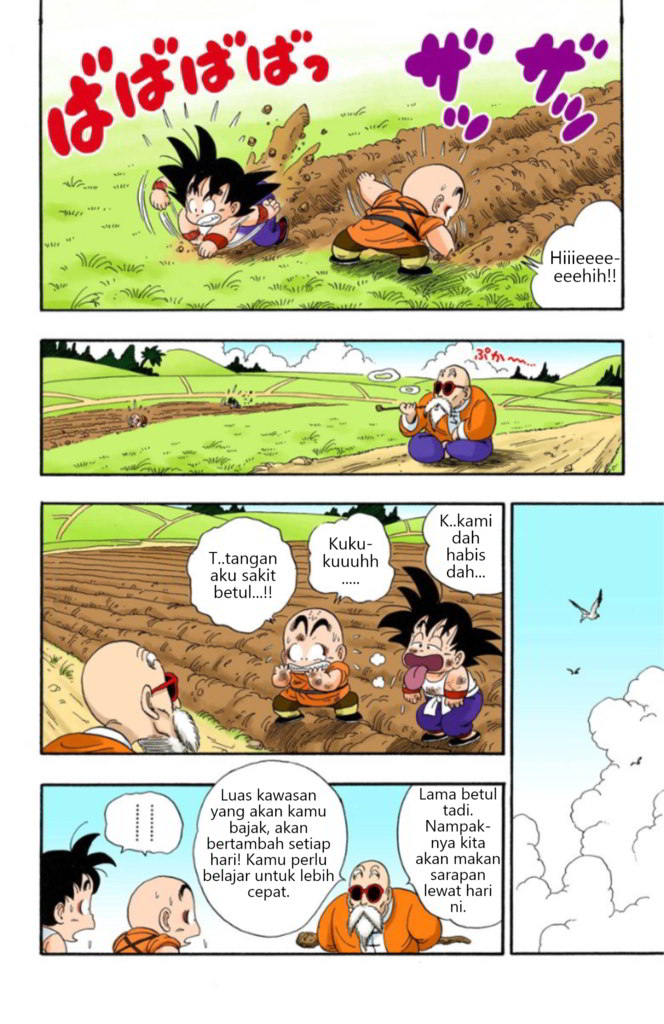 ザッ
ザッ
ばばばばっ
Hiiieeee-
eeehih!!
ぷか～～...
K..kami
dah
habis
dah...
Kuku-
kuuuhh
.....
T..tangan
aku sakit
betul...!!
Lama betul
tadi.
Nampak-
nya kita
akan makan
sarapan
lewat hari
ni.
Luas kawasan
yang akan kamu
bajak, akan
bertambah setiap
hari! Kamu perlu
belajar untuk lebih
cepat.